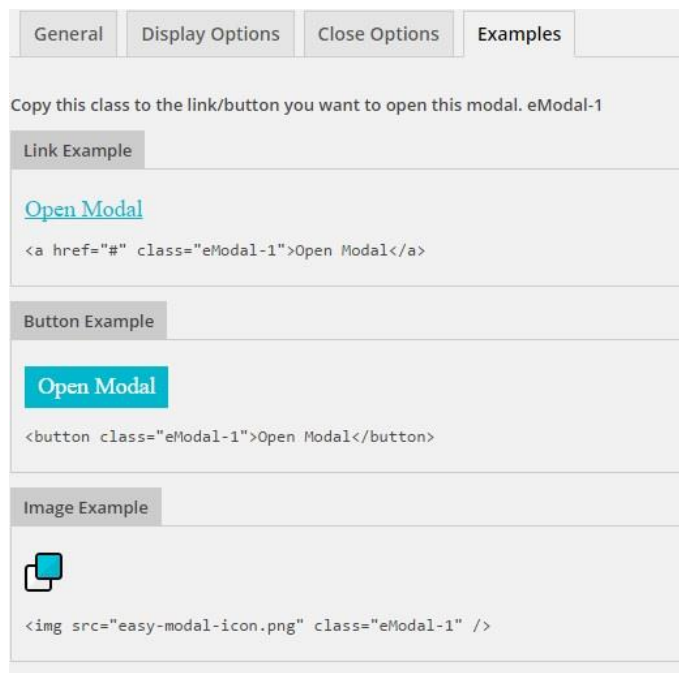 General Display Options Close Options Examples
Copy this class to the link/button you want to open this modal. eModal-1
Link Example
Open Modal
<a href="#" class="eModal-1">Open Modal</a>
Button Example
Open Modal
<button class="eModal-1">Open Modal</button>
Image Example
<img src="easy-modal-icon.png" class="eModal-1" />